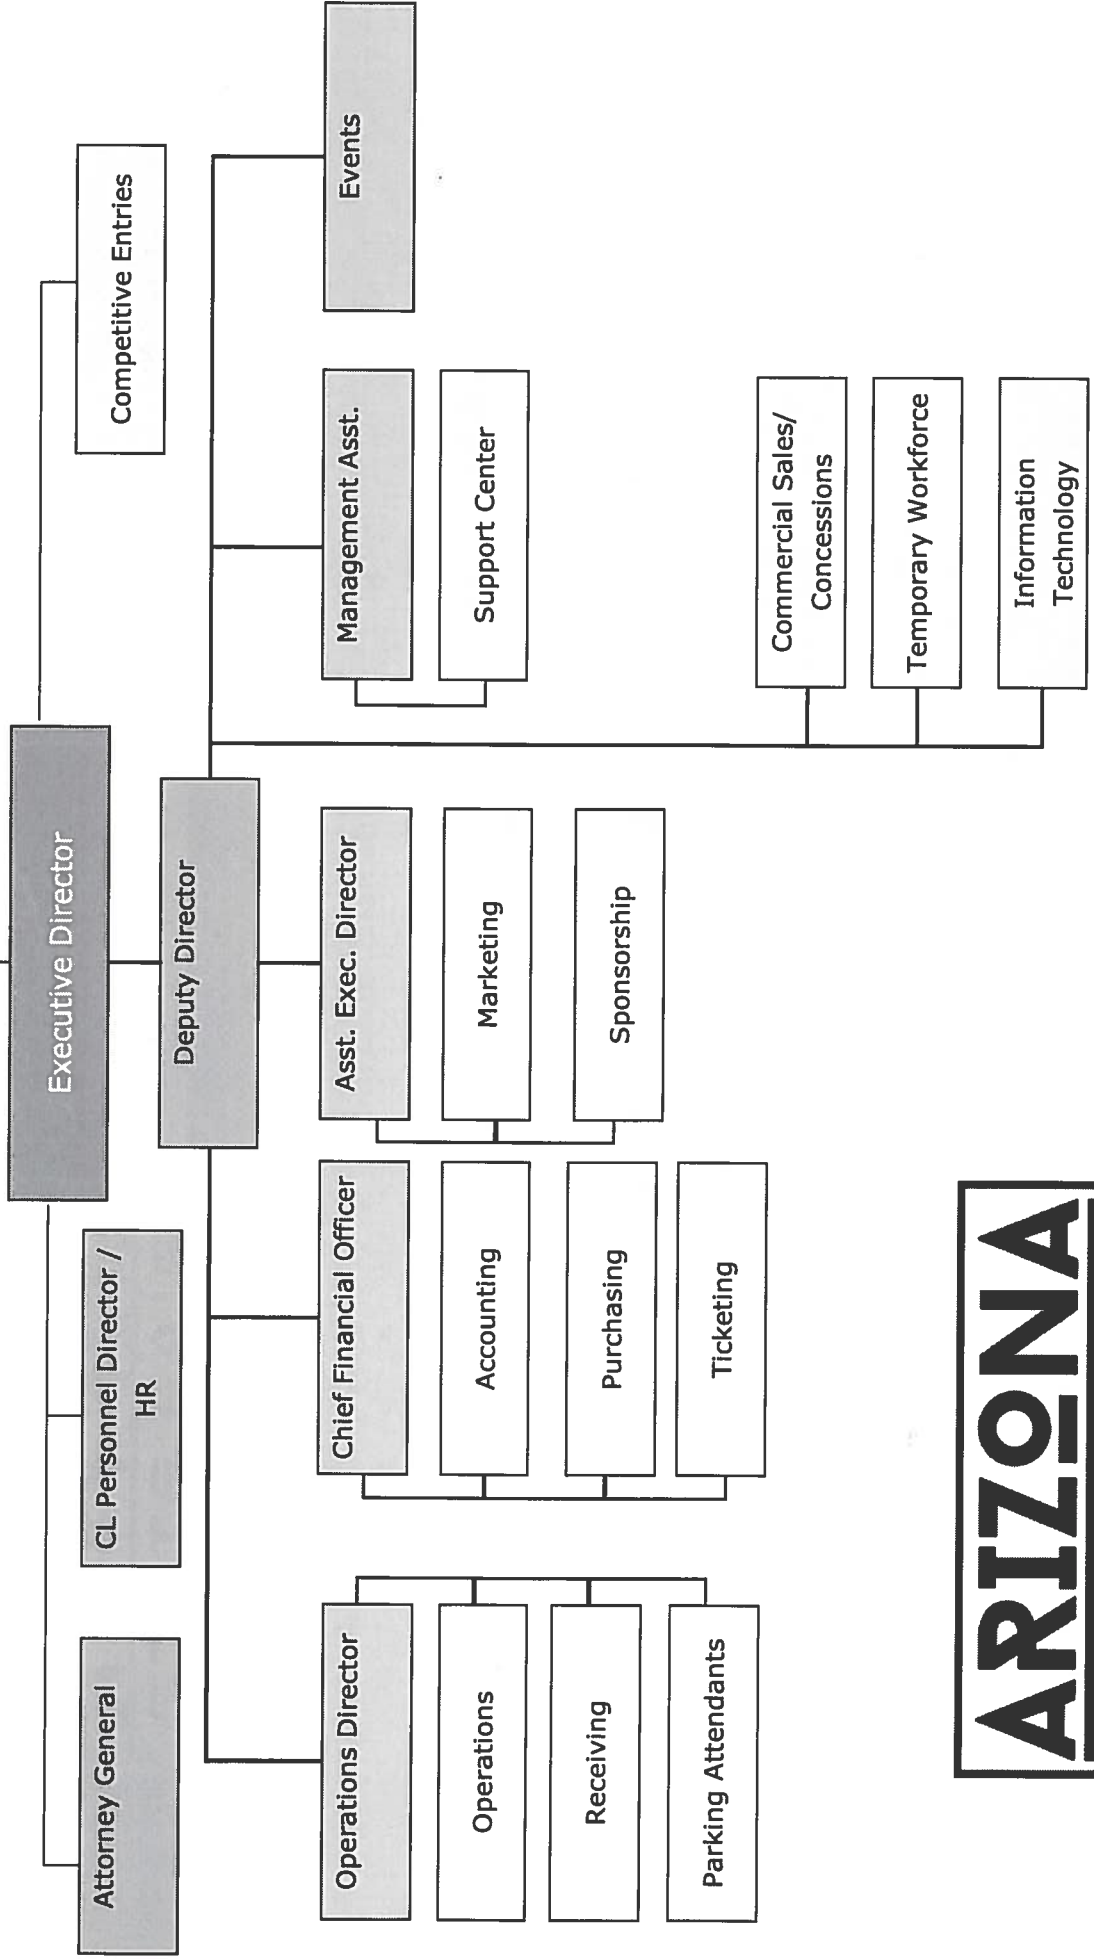 Executive Director
Attorney General
CL Personnel Director /
HR
Competitive Entries
Deputy Director
Operations Director
Operations
Receiving
Parking Attendants
Chief Financial Officer
Accounting
Purchasing
Ticketing
Asst. Exec. Director
Marketing
Sponsorship
Management Asst.
Support Center
Events
Commercial Sales/
Concessions
Temporary Workforce
Information
Technology
ARIZONA